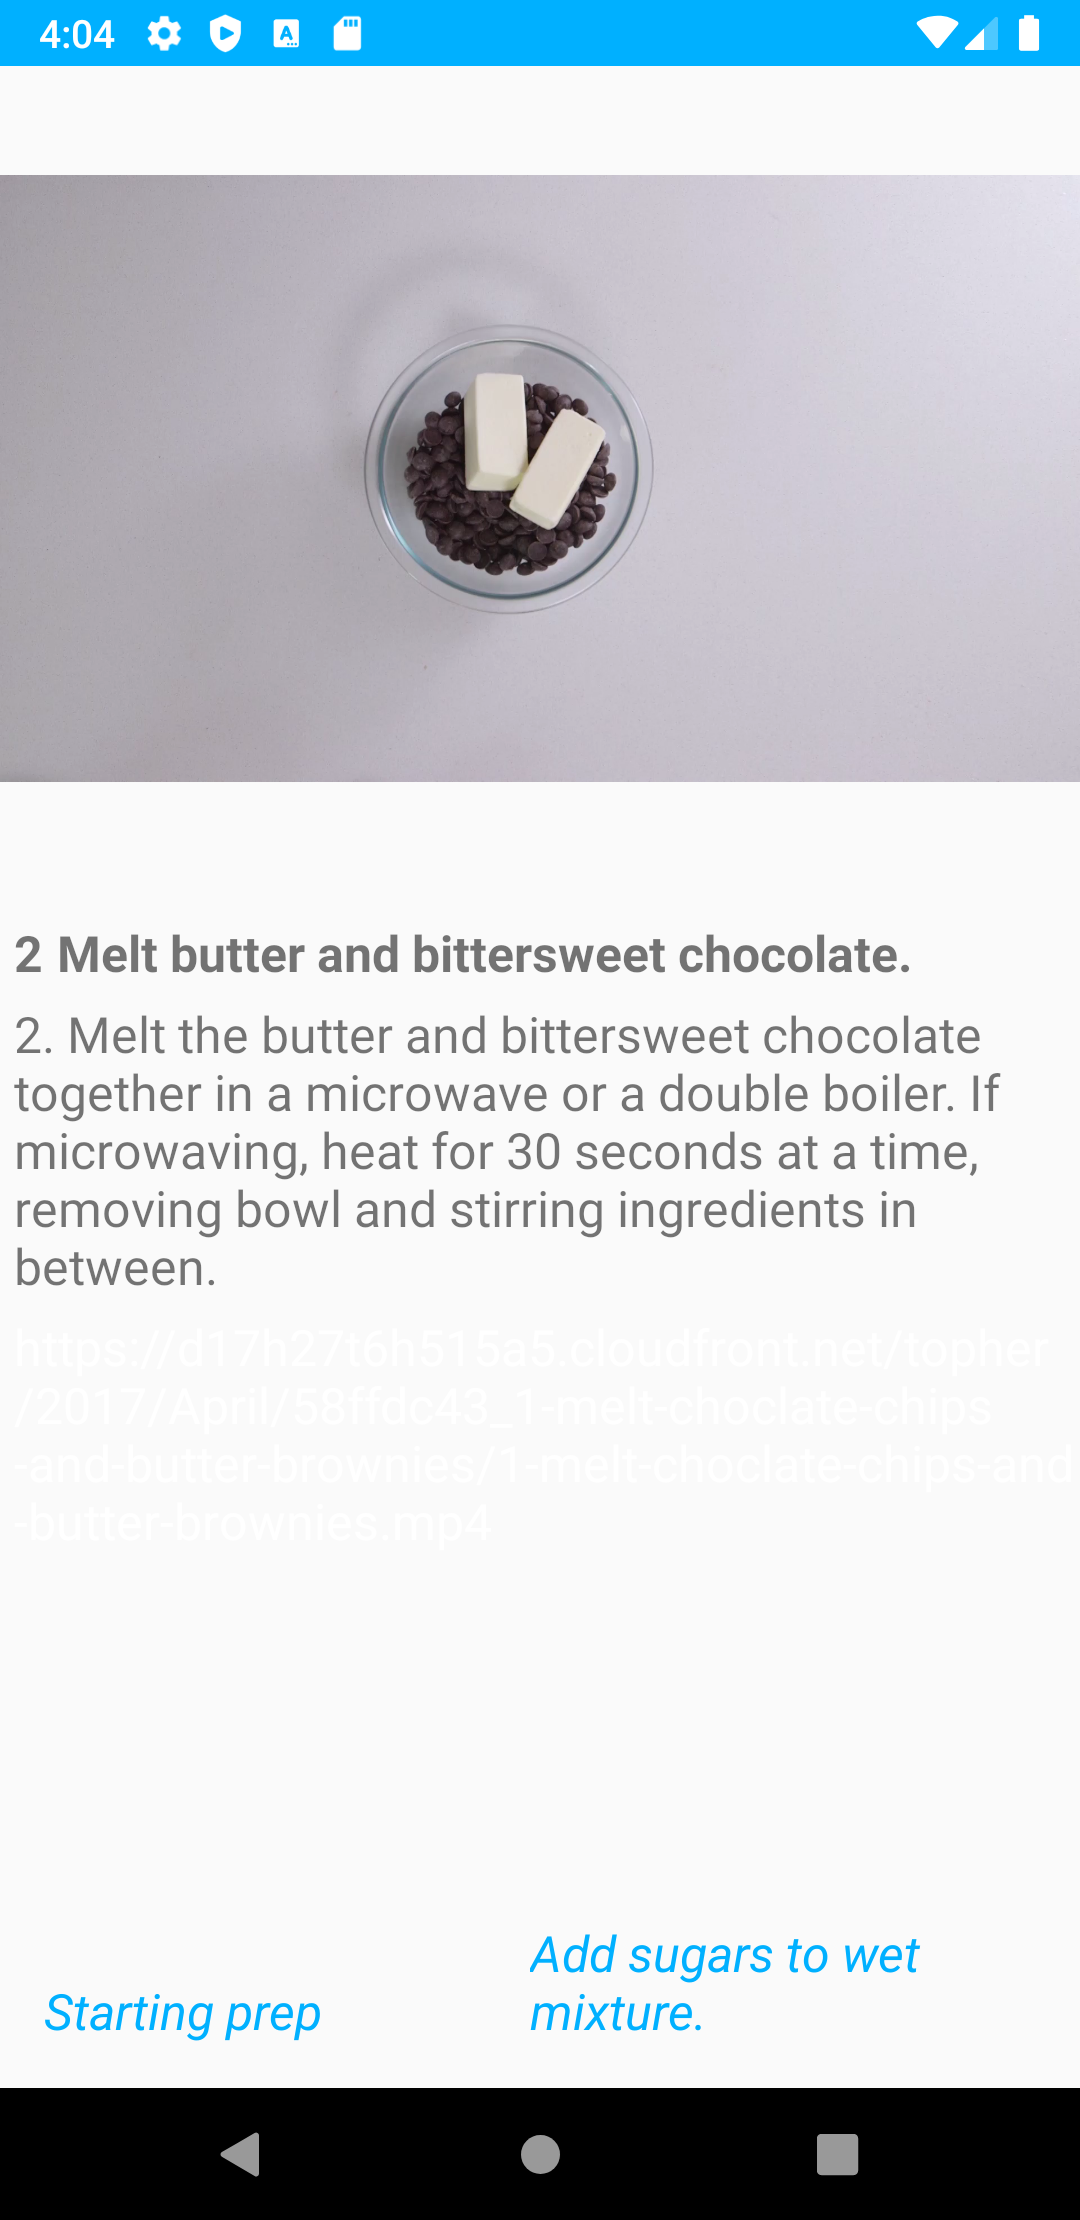 4:04
2 Melt butter and bittersweet chocolate.
2. Melt the butter and bittersweet chocolate
together in a microwave or a double boiler. If
microwaving, heat for 30 seconds at a time,
removing bowl and stirring ingredients in
between.
https://d17h27t6h515a5.cloudfront.net/topher
/2017/April/58ffdc43_1-melt-choclate-chips
-and-butter-brownies/1-melt-choclate-chips-and
-butter-brownies.mp4
Starting prep
Add sugars to wet
mixture.